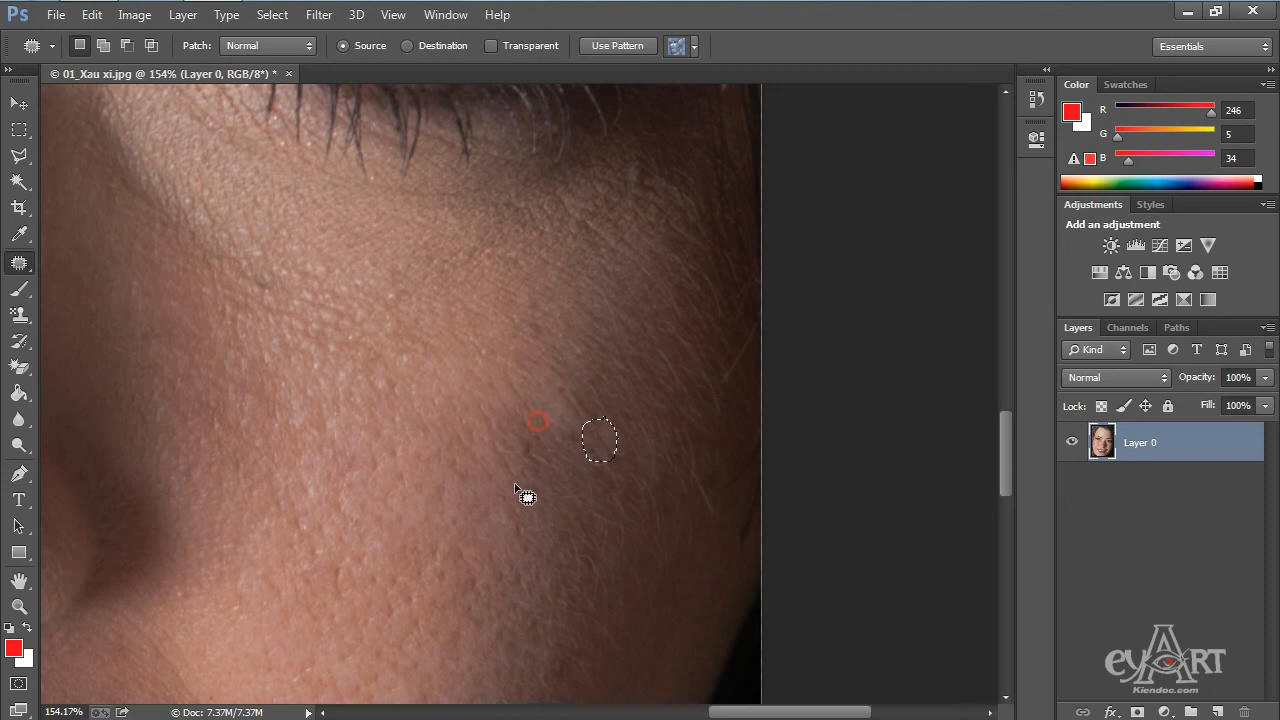 Ps File Edit Image Layer Type Select Filter 3D View Window Help
Patch: Normal Source Destination Transparent Use Pattern Essentials
© 01_Xau xi.jpg @ 154% (Layer 0, RGB/8*) * ×
Color Swatches
R 246
G 5
B 34
Adjustments Styles
Add an adjustment
Layers Channels Paths
Kind
Normal Opacity: 100%
Lock: Fill: 100%
Layer 0
eyART
Kiendoc.com
154.17% © Doc: 7.37M/7.37M
fx